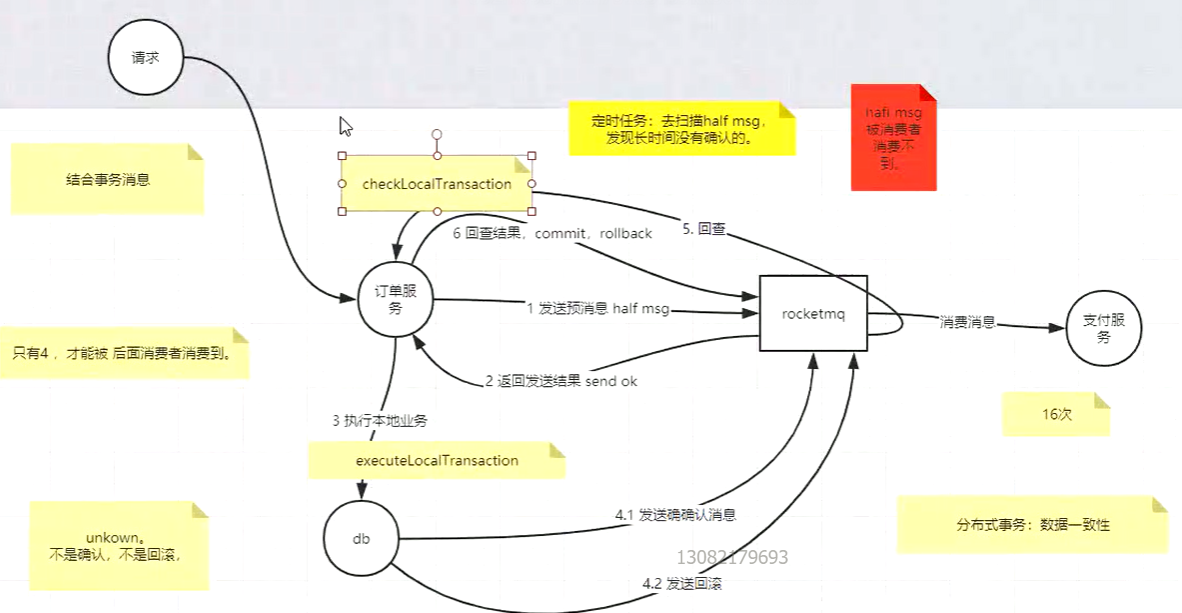 请求
定时任务：去扫描half msg，
发现长时间没有确认的。
hafi msg
被消费者
消费不
到。
结合事务消息
checkLocalTransaction
6 回查结果，commit，rollback
5. 回查
订单服
务
1 发送预消息 half msg
rocketmq
消费消息
支付服
务
只有4 ，才能被 后面消费者消费到。
2 返回发送结果 send ok
3 执行本地业务
16次
executeLocalTransaction
4.1 发送确确认消息
分布式事务：数据一致性
unkown。
不是确认，不是回滚，
db
13082179693
4.2 发送回滚